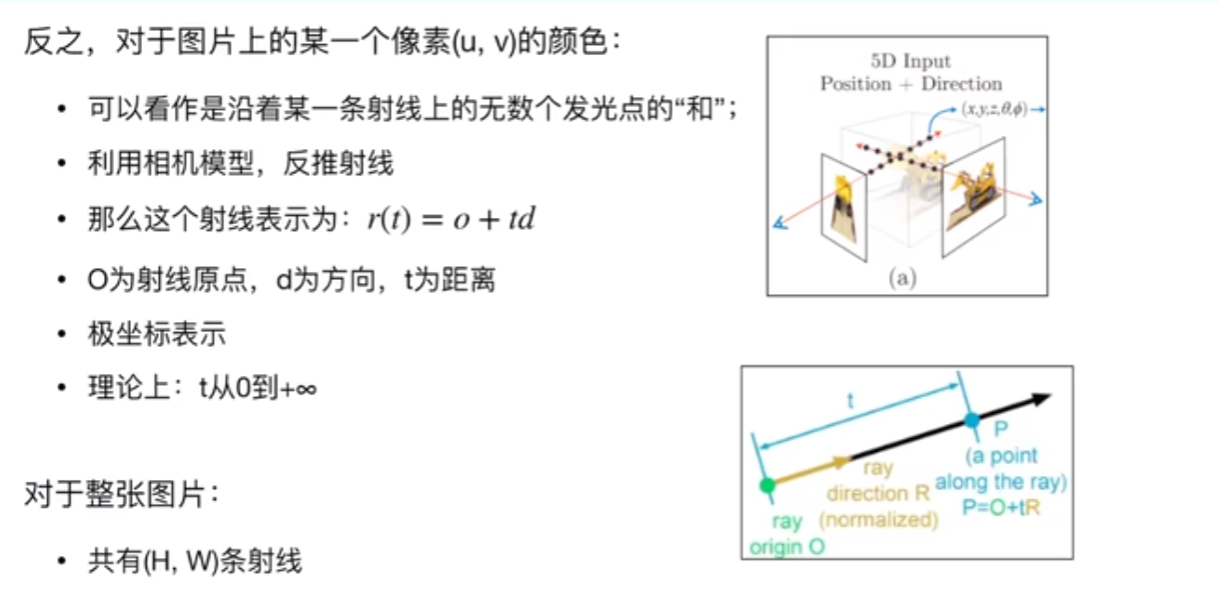 反之，对于图片上的某一个像素(u, v)的颜色：
• 可以看作是沿着某一条射线上的无数个发光点的“和”；
• 利用相机模型，反推射线
• 那么这个射线表示为：r(t) = o + td
• O为射线原点，d为方向，t为距离
• 极坐标表示
• 理论上：t从0到+∞
对于整张图片：
• 共有(H, W)条射线
5D Input
Position + Direction
(x,y,z,θ,ϕ)
(a)
t
P
(a point
along the ray)
P=O+tR
ray
direction R
(normalized)
ray
origin O